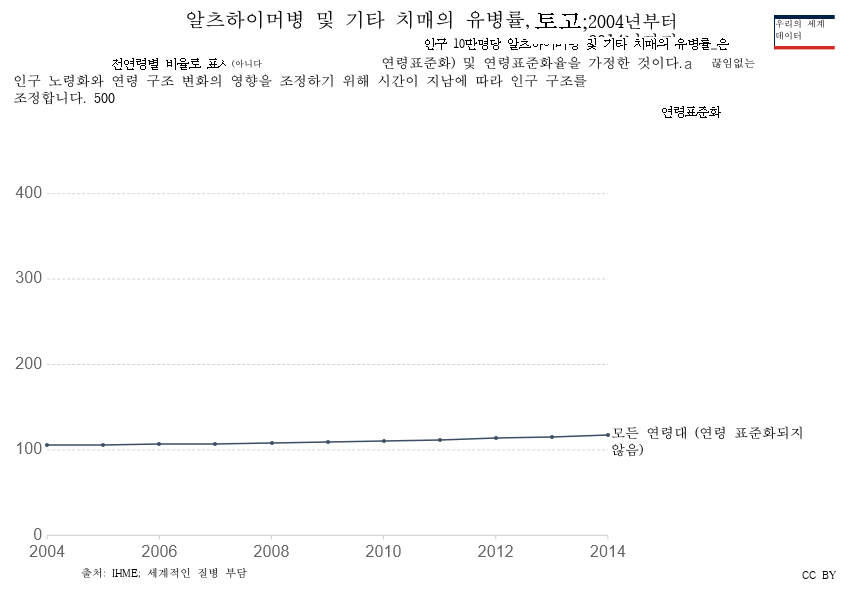 알츠하이머병 및 기타 치매의 유병률, 토고;2004년부터
우리의 세계
데이터
인구 10만명당 및 기타 치매의 유병률 은
전연령별 비율로 (아니다 연령표준화) 및 연령표준화율을 가정한 것이다.a 끊임없는
인구 노령화와 연령 구조 변화의 영향을 조정하기 위해 시간이 지남에 따라 인구 구조를
조정합니다. 500
연령표준화
400
300
200
100
0
모든 연령대 (연령 표준화되지
않음)
2004 2006 2008 2010 2012 2014
출처: IHME; 세계적인 질병 부담
CC BY